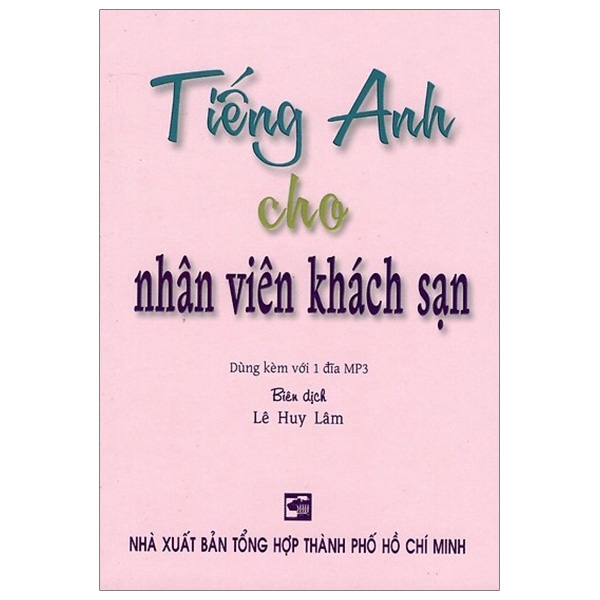 Tiếng Anh
cho
nhân viên khách sạn
Dùng kèm với 1 đĩa MP3
Biên dịch
Lê Huy Lâm
NHÀ XUẤT BẢN TỔNG HỢP THÀNH PHỐ HỒ CHÍ MINH